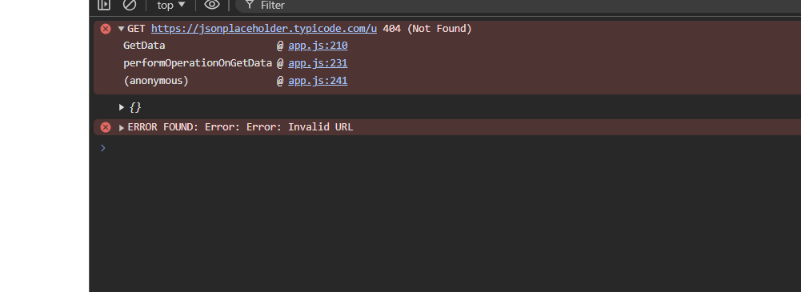 top Filter
GET https://jsonplaceholder.typicode.com/u 404 (Not Found)
GetData @ app.js:210
performOperationOnGetData @ app.js:231
(anonymous) @ app.js:241
{}
ERROR FOUND: Error: Error: Invalid URL